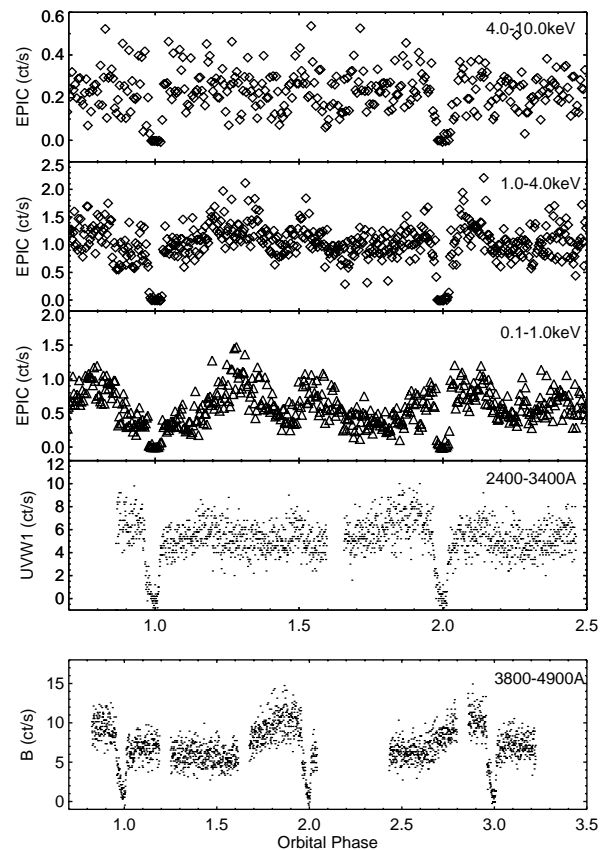 4.0-10.0keV
EPIC (ct/s)
0.6
0.4
0.2
0.0
1.0-4.0keV
EPIC (ct/s)
2.5
2.0
1.5
1.0
0.5
0.0
0.1-1.0keV
EPIC (ct/s)
2.0
1.5
1.0
0.5
0.0
2400-3400A
UVW1 (ct/s)
12
10
8
6
4
2
0
1.0 1.5 2.0 2.5
3800-4900A
B (ct/s)
15
10
5
0
1.0 1.5 2.0 2.5 3.0 3.5
Orbital Phase